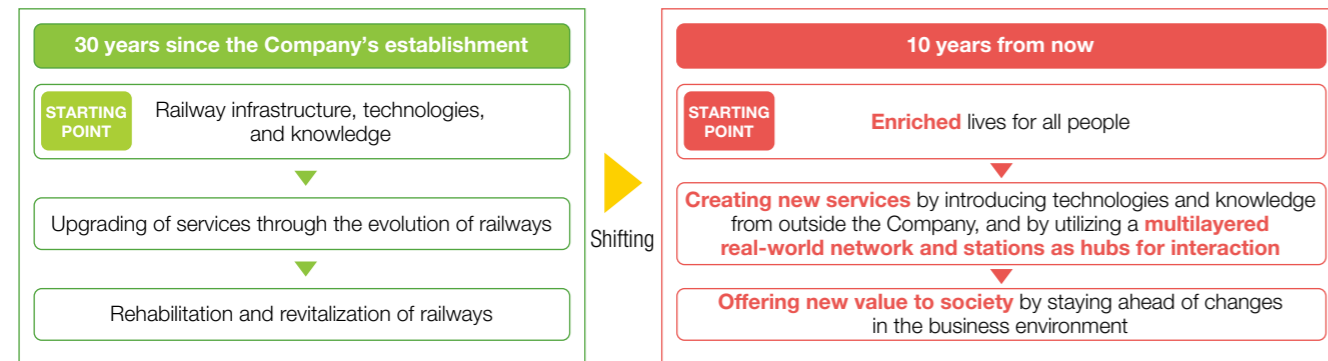 30 years since the Company's establishment
STARTING
POINT
Railway infrastructure, technologies,
and knowledge
Upgrading of services through the evolution of railways
Rehabilitation and revitalization of railways
Shifting
10 years from now
STARTING
POINT
Enriched lives for all people
Creating new services by introducing technologies and knowledge
from outside the Company, and by utilizing a multilayered
real-world network and stations as hubs for interaction
Offering new value to society by staying ahead of changes
in the business environment